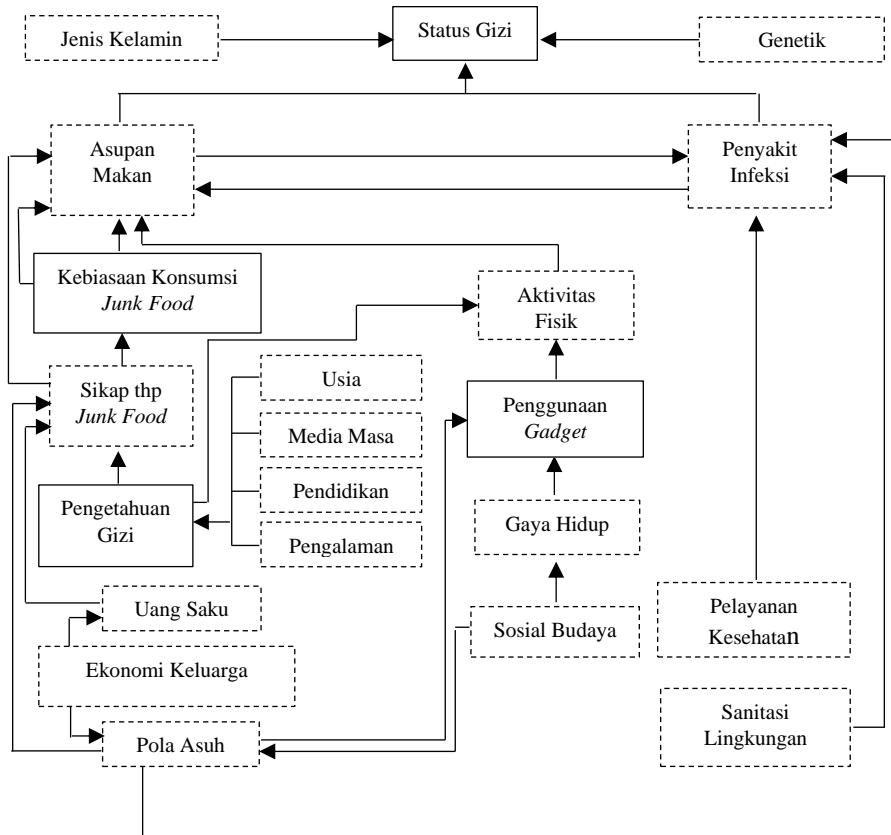 Jenis Kelamin
Status Gizi
Genetik
Asupan
Makan
Penyakit
Infeksi
Kebiasaan Konsumsi
Junk Food
Aktivitas
Fisik
Sikap thp
Junk Food
Usia
Media Masa
Pendidikan
Pengalaman
Penggunaan
Gadget
Pengetahuan
Gizi
Gaya Hidup
Uang Saku
Sosial Budaya
Pelayanan
Kesehatan
Ekonomi Keluarga
Sanitasi
Lingkungan
Pola Asuh